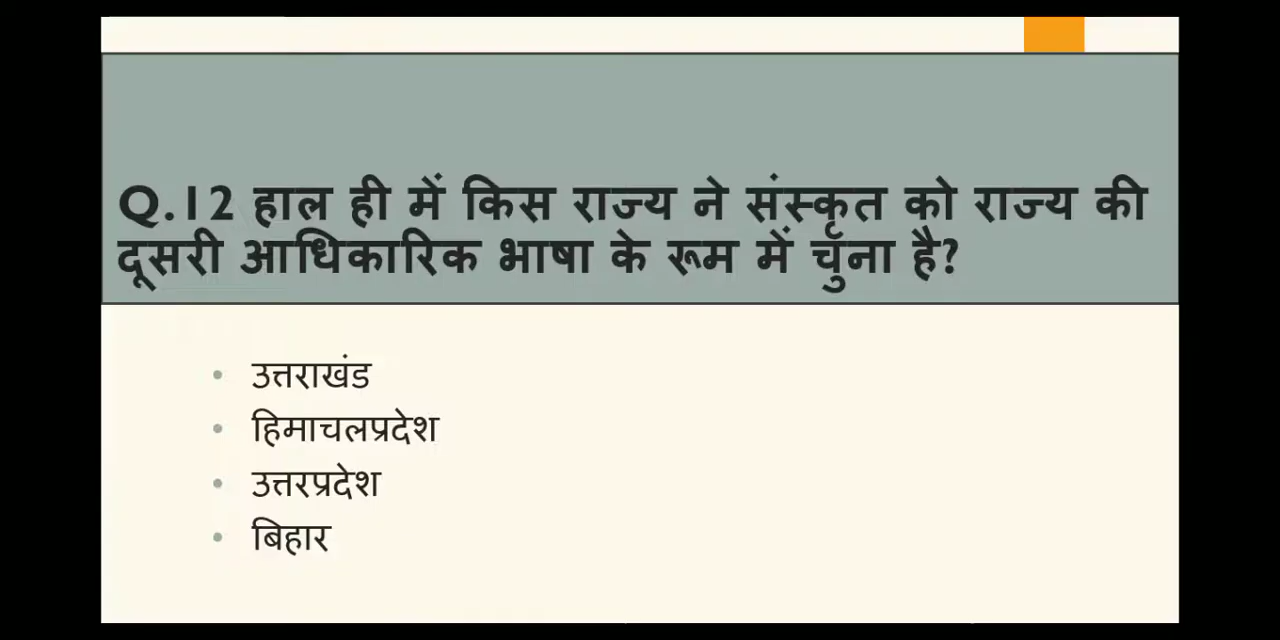 Q.12 हाल ही में किस राज्य ने संस्कृत को राज्य की
दूसरी आधिकारिक भाषा के रूम में चुना है?
• उत्तराखंड
• हिमाचलप्रदेश
• उत्तरप्रदेश
• बिहार